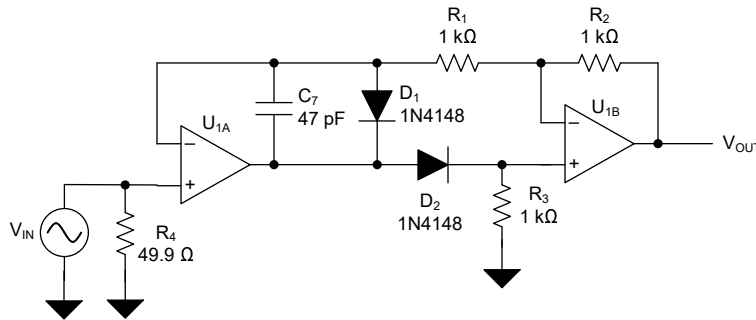 R1
1 kΩ
R2
1 kΩ
C7
47 pF
D1
1N4148
U1A
U1B
−
+
−
+
VOUT
VIN
R4
49.9 Ω
D2
1N4148
R3
1 kΩ